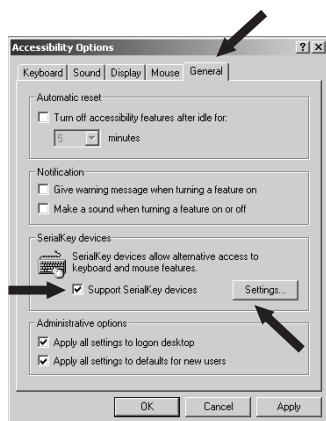 Accessibility Options
Keyboard Sound Display Mouse General
Automatic reset
Turn off accessibility features after idle for:
5 minutes
Notification
Give warning message when turning a feature on
Make a sound when turning a feature on or off
SerialKey devices
SerialKey devices allow alternative access to
keyboard and mouse features.
Support SerialKey devices Settings...
Administrative options
Apply all settings to logon desktop
Apply all settings to defaults for new users
OK Cancel Apply